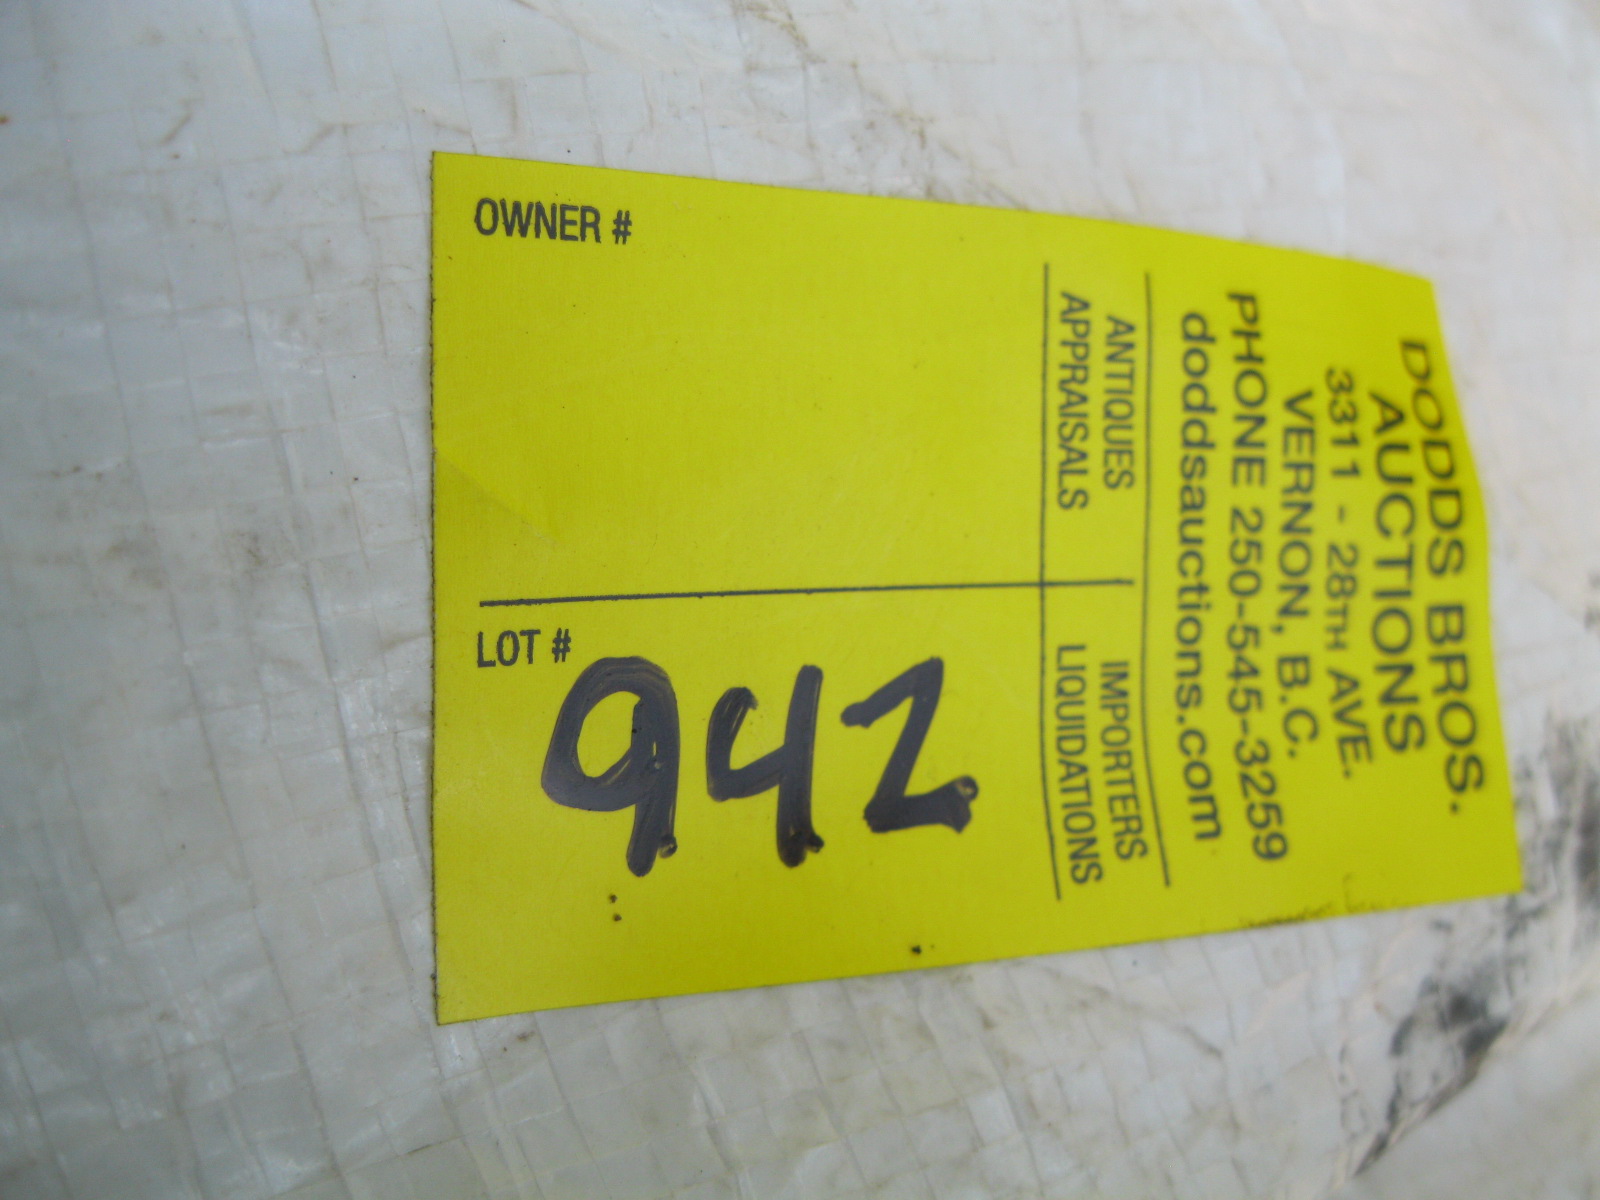 DODDS BROS.
AUCTIONS
3311 - 28TH AVE.
VERNON, B.C.
PHONE 250-545-3259
doddsauctions.com
ANTIQUES
APPRAISALS
IMPORTERS
LIQUIDATIONS
OWNER #
LOT #
942